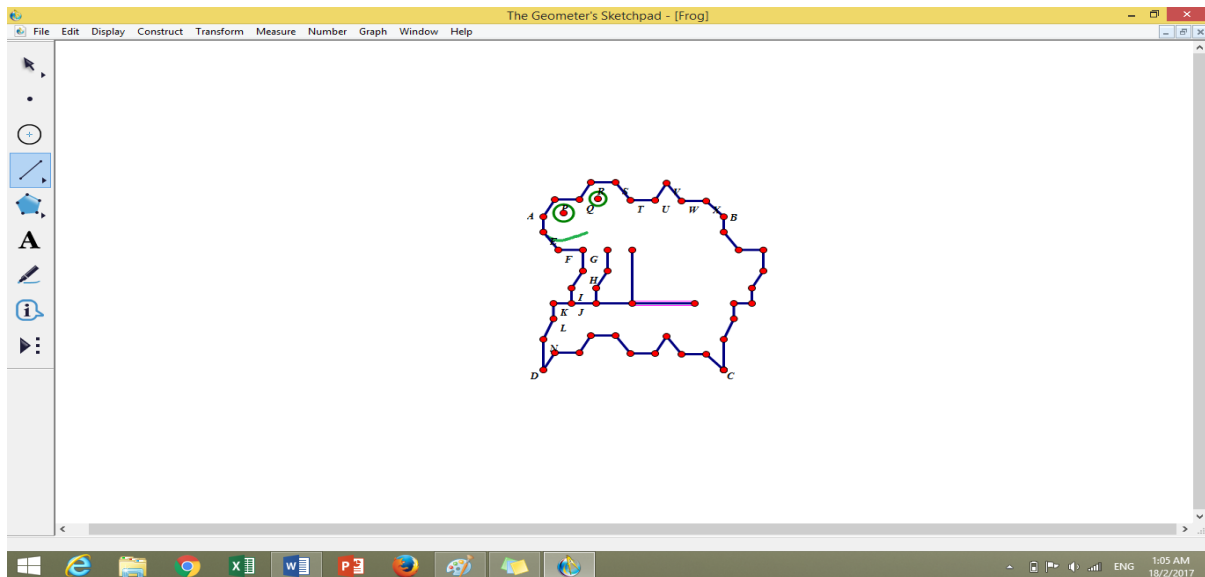 The Geometer's Sketchpad - [Frog]
File Edit Display Construct Transform Measure Number Graph Window Help
A
R S V
A P Q T U W X B
E
F G
H
I
K J
L
N
D C
ENG 1:05 AM
18/2/2017